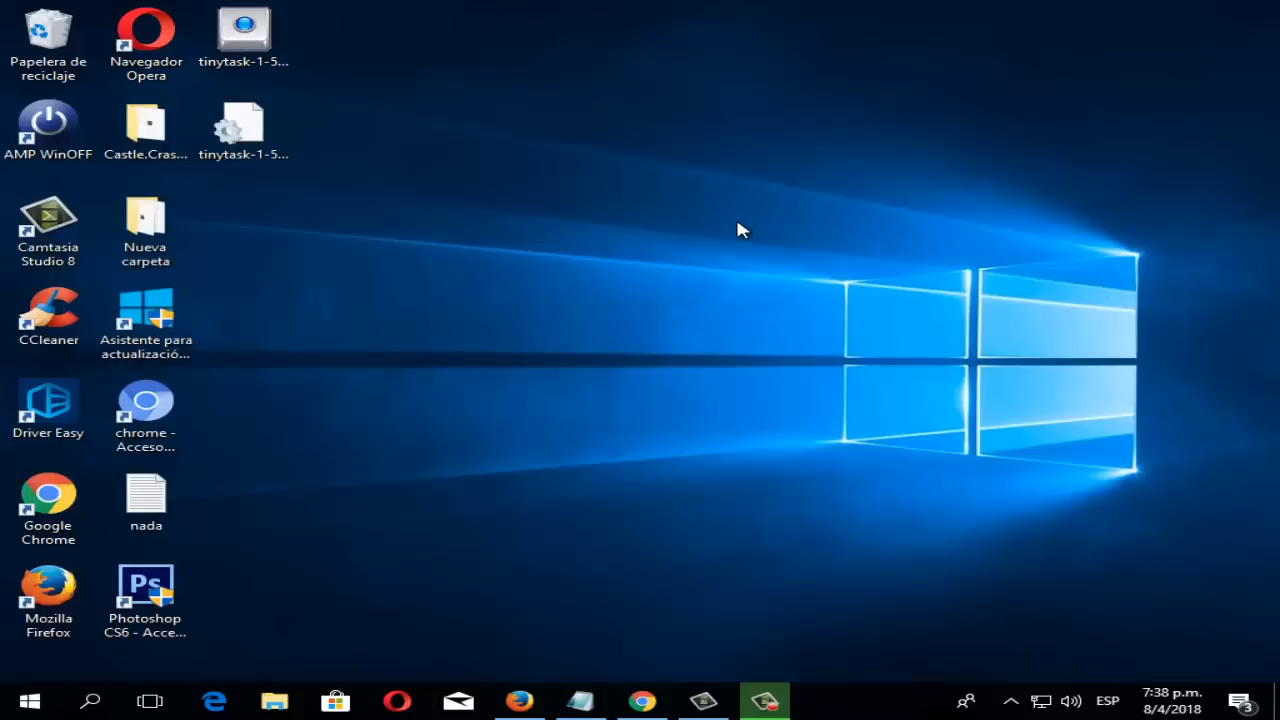 Papelera de
reciclaje
Navegador
Opera
tinytask-1-5...
AMP WinOFF
Castle.Cras...
tinytask-1-5...
Camtasia
Studio 8
Nueva
carpeta
CCleaner
Asistente para
actualizació...
Driver Easy
chrome -
Acceso...
Google
Chrome
nada
Mozilla
Firefox
Ps
Photoshop
CS6 - Acce...
ESP
7:38 p.m.
8/4/2018
3